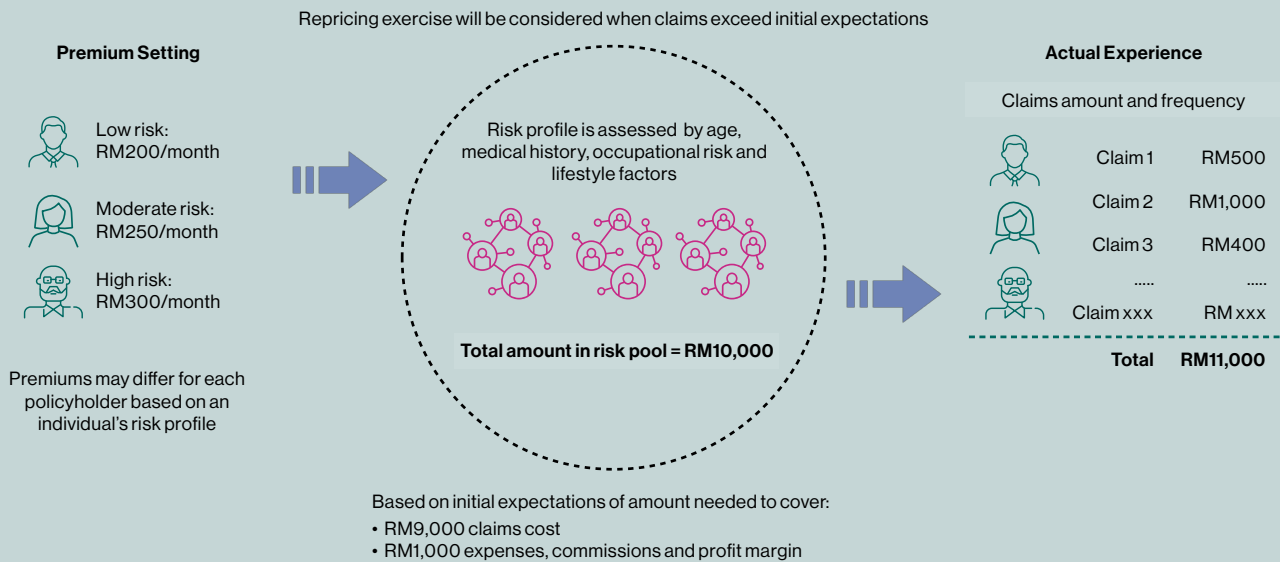 Repricing exercise will be considered when claims exceed initial expectations
Premium Setting
Low risk:
RM200/month
Moderate risk:
RM250/month
High risk:
RM300/month
Premiums may differ for each
policyholder based on an
individual's risk profile
Risk profile is assessed by age,
medical history, occupational risk and
lifestyle factors
Total amount in risk pool = RM10,000
Based on initial expectations of amount needed to cover:
• RM9,000 claims cost
• RM1,000 expenses, commissions and profit margin
Actual Experience
Claims amount and frequency
Claim 1 RM500
Claim 2 RM1,000
Claim 3 RM400
..... .....
Claim xxx RM xxx
Total RM11,000